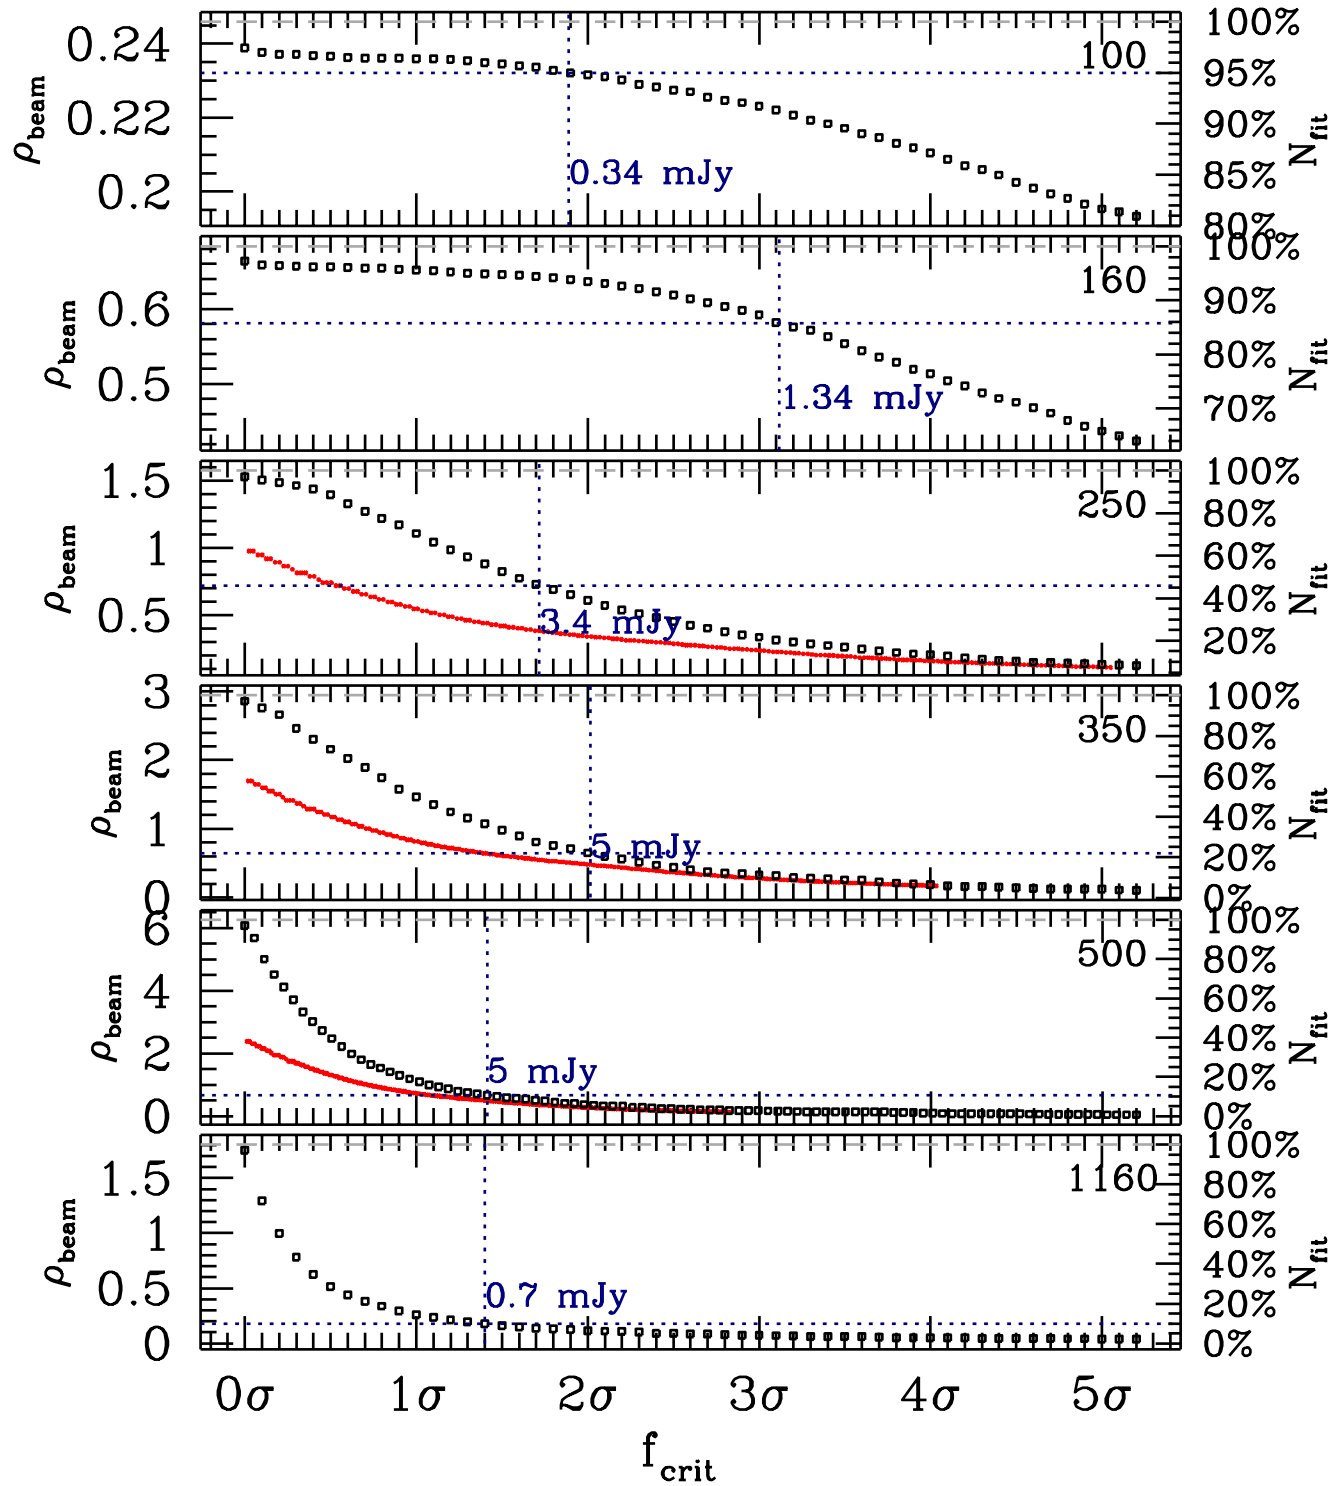 0.24
0.22
0.2
ρbeam
100
0.34 mJy
100%
95%
90%
85%
80%
Nfit
0.6
0.5
ρbeam
160
1.34 mJy
100%
90%
80%
70%
Nfit
1.5
1
0.5
ρbeam
250
3.4 mJy
100%
80%
60%
40%
20%
Nfit
3
2
1
0
ρbeam
350
5 mJy
100%
80%
60%
40%
20%
0%
Nfit
6
4
2
0
ρbeam
500
5 mJy
100%
80%
60%
40%
20%
0%
Nfit
1.5
1
0.5
0
ρbeam
1160
0.7 mJy
100%
80%
60%
40%
20%
0%
Nfit
0σ 1σ 2σ 3σ 4σ 5σ
fcrit